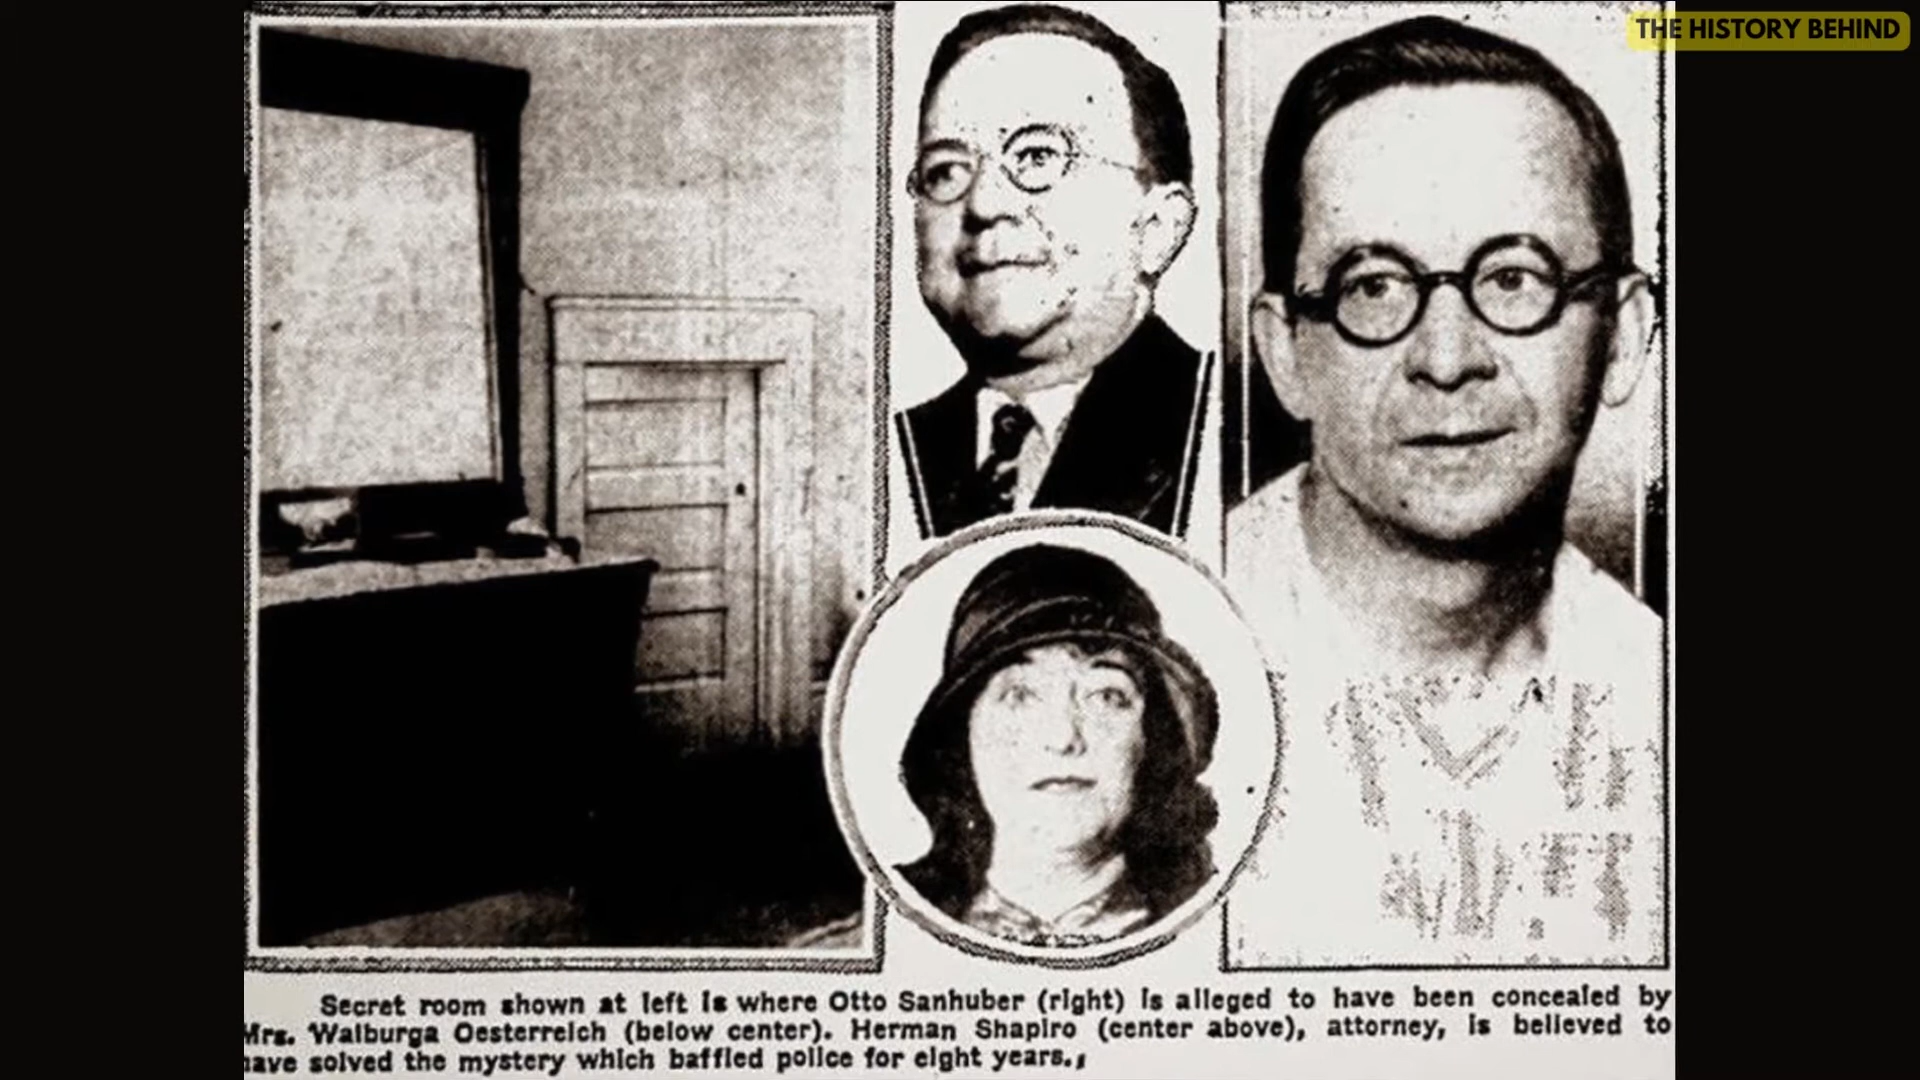 THE HISTORY BEHIND
Secret room shown at left is where Otto Sanhuber (right) is alleged to have been concealed by
Mrs. Walburga Oesterreich (below center). Herman Shapiro (center above), attorney, is believed to
have solved the mystery which baffled police for eight years.,